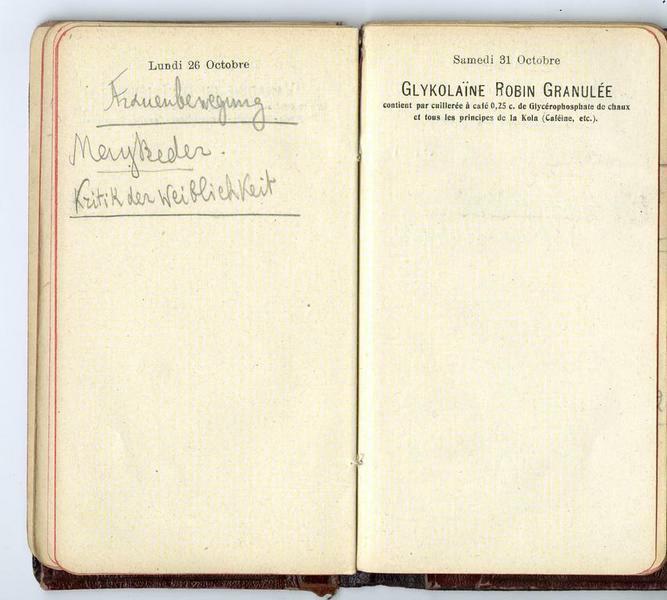 Lundi 26 Octobre
Frauenbewegung
Kritik der Weiblichkeit
Samedi 31 Octobre
GLYKOLAÏNE ROBIN GRANULÉE
contient par cuillerée à café 0,25 c. de Glycérophosphate de chaux
et tous les principes de la Kola (Caféine, etc.).